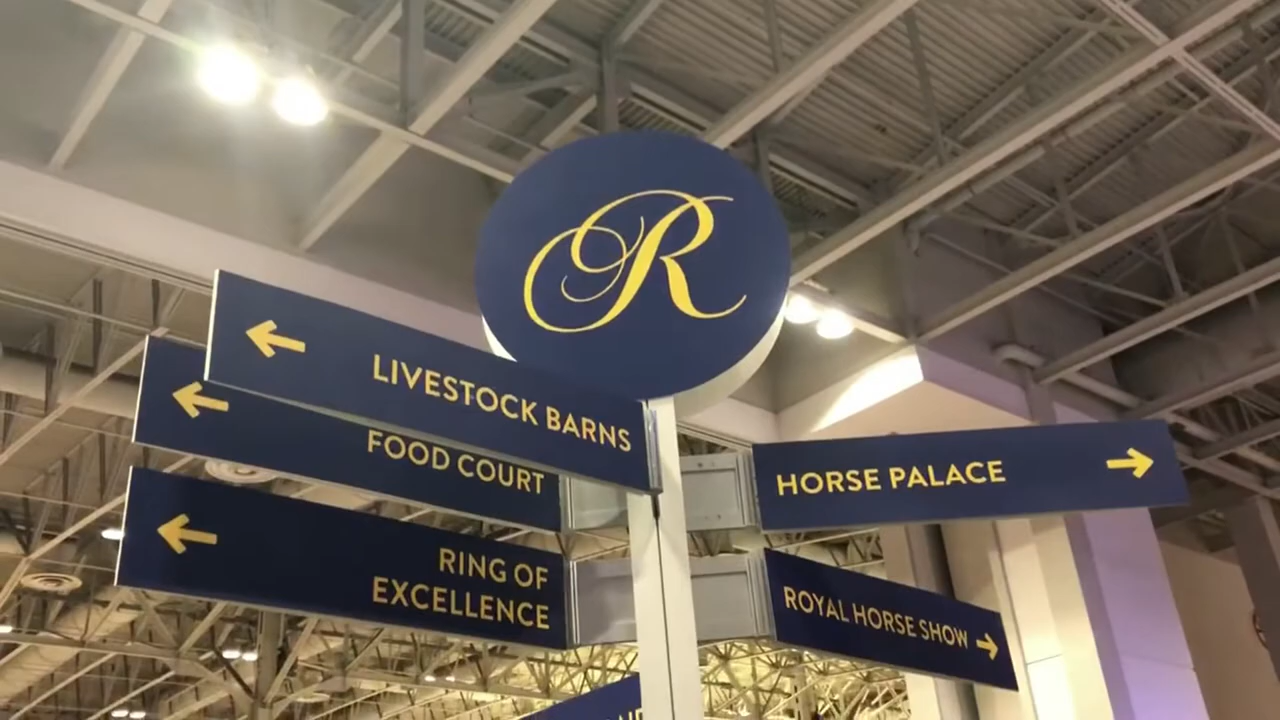 R
LIVESTOCK BARNS
FOOD COURT
RING OF
EXCELLENCE
HORSE PALACE
ROYAL HORSE SHOW